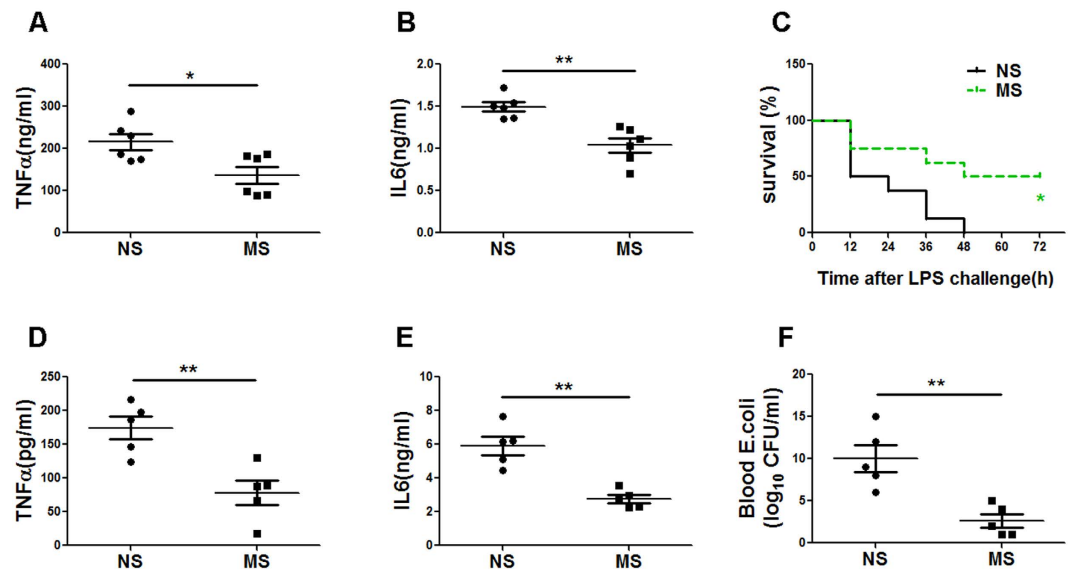 A
TNFα(ng/ml)
400
300
200
100
0
*
NS
MS
B
IL6(ng/ml)
2.0
1.5
1.0
0.5
0.0
**
NS
MS
C
survival (%)
150
100
50
0
NS
MS
*
0
12
24
36
48
60
72
Time after LPS challenge(h)
D
TNFα(pg/ml)
250
200
150
100
50
0
**
NS
MS
E
IL6(ng/ml)
10
8
6
4
2
0
**
NS
MS
F
Blood E.coli
(log10 CFU/ml)
20
15
10
5
0
**
NS
MS